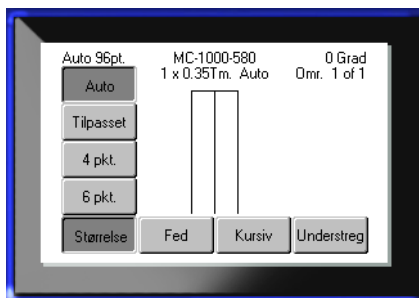 Auto 96pt. MC-1000-580 0 Grad
1 x 0.35Tm. Auto Omr. 1 of 1
Auto
Tilpasset
4 pkt.
6 pkt.
Størrelse Fed Kursiv Understreg